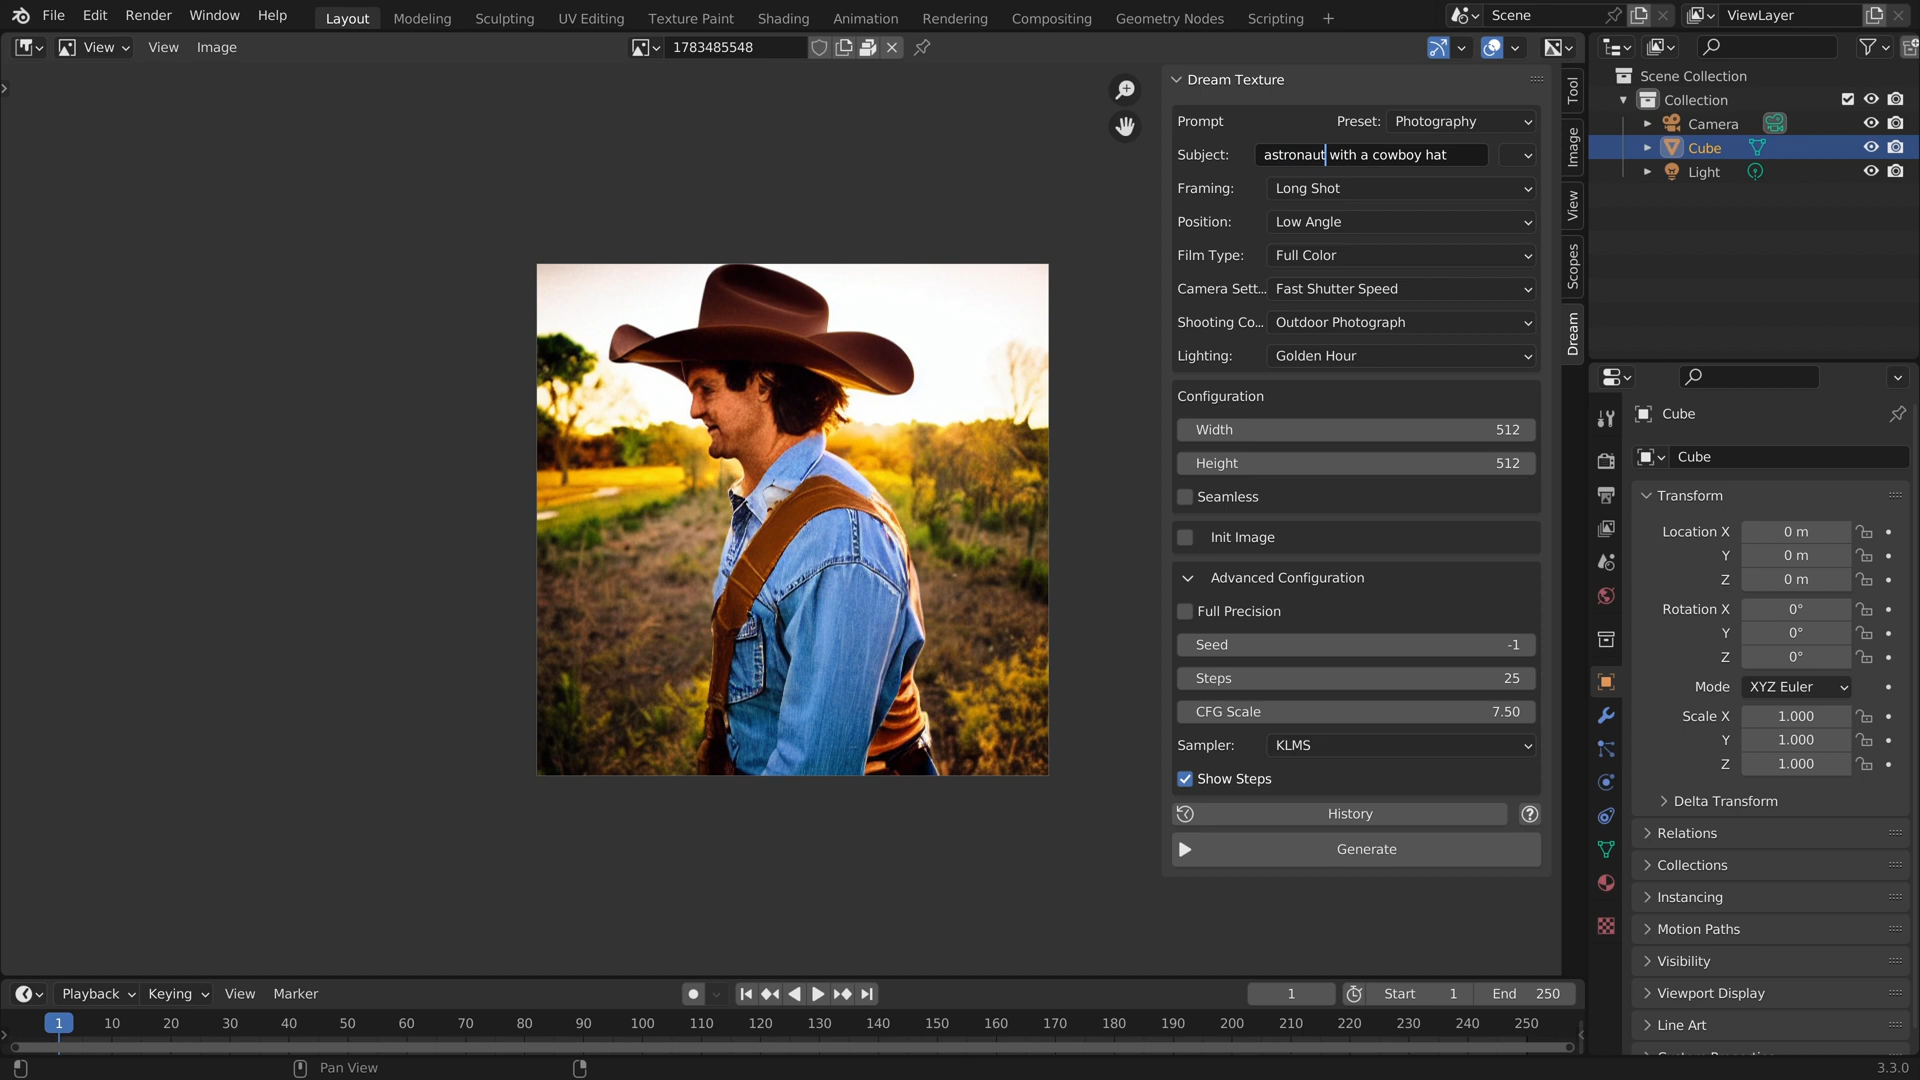 File Edit Render Window Help Layout Modeling Sculpting UV Editing Texture Paint Shading Animation Rendering Compositing Geometry Nodes Scripting + Scene ViewLayer
View View Image 1783485548
Dream Texture
Prompt Preset: Photography
Subject: astronaut with a cowboy hat
Framing: Long Shot
Position: Low Angle
Film Type: Full Color
Camera Sett... Fast Shutter Speed
Shooting Co... Outdoor Photograph
Lighting: Golden Hour
Configuration
Width 512
Height 512
Seamless
Init Image
Advanced Configuration
Full Precision
Seed -1
Steps 25
CFG Scale 7.50
Sampler: KLMS
Show Steps
History
Generate
Tool
Image
View
Scopes
Dream
Scene Collection
Collection
Camera
Cube
Light
Cube
Cube
Transform
Location X 0 m
Y 0 m
Z 0 m
Rotation X 0°
Y 0°
Z 0°
Mode XYZ Euler
Scale X 1.000
Y 1.000
Z 1.000
Delta Transform
Relations
Collections
Instancing
Motion Paths
Visibility
Viewport Display
Line Art
Playback Keying View Marker 1 Start 1 End 250
1 10 20 30 40 50 60 70 80 90 100 110 120 130 140 150 160 170 180 190 200 210 220 230 240 250
Pan View 3.3.0